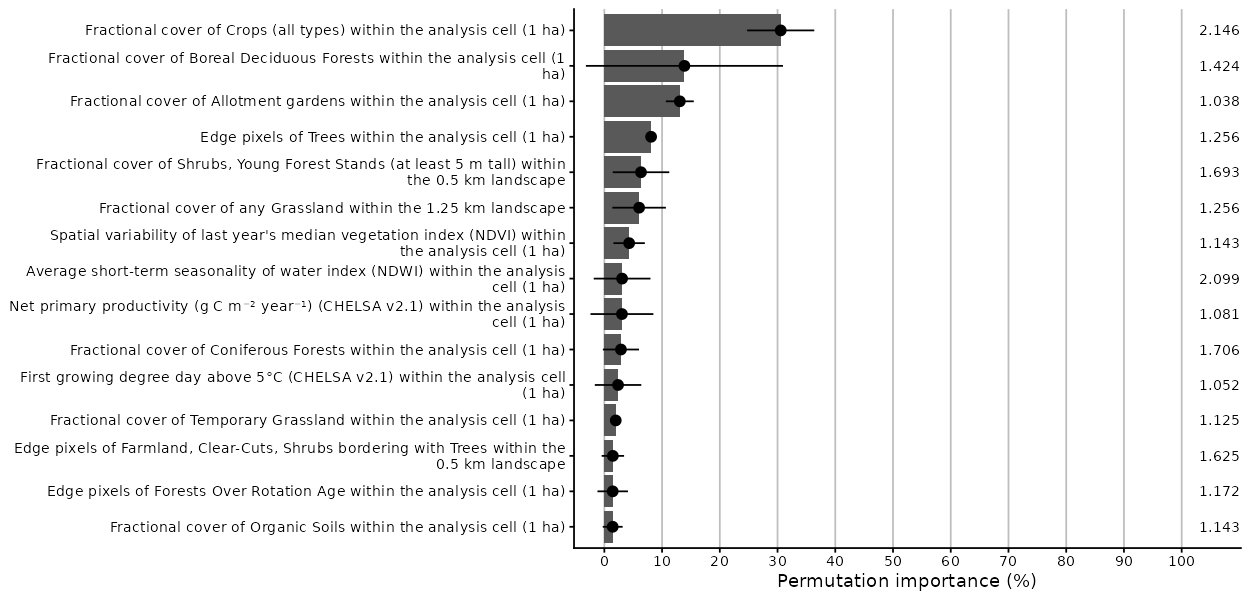 Fractional cover of Crops (all types) within the analysis cell (1 ha)
2.146
Fractional cover of Boreal Deciduous Forests within the analysis cell (1
ha)
1.424
Fractional cover of Allotment gardens within the analysis cell (1 ha)
1.038
Edge pixels of Trees within the analysis cell (1 ha)
1.256
Fractional cover of Shrubs, Young Forest Stands (at least 5 m tall) within
the 0.5 km landscape
1.693
Fractional cover of any Grassland within the 1.25 km landscape
1.256
Spatial variability of last year's median vegetation index (NDVI) within
the analysis cell (1 ha)
1.143
Average short-term seasonality of water index (NDWI) within the analysis
cell (1 ha)
2.099
Net primary productivity (g C m⁻² year⁻¹) (CHELSA v2.1) within the analysis
cell (1 ha)
1.081
Fractional cover of Coniferous Forests within the analysis cell (1 ha)
1.706
First growing degree day above 5°C (CHELSA v2.1) within the analysis cell
(1 ha)
1.052
Fractional cover of Temporary Grassland within the analysis cell (1 ha)
1.125
Edge pixels of Farmland, Clear-Cuts, Shrubs bordering with Trees within the
0.5 km landscape
1.625
Edge pixels of Forests Over Rotation Age within the analysis cell (1 ha)
1.172
Fractional cover of Organic Soils within the analysis cell (1 ha)
1.143
0 10 20 30 40 50 60 70 80 90 100
Permutation importance (%)